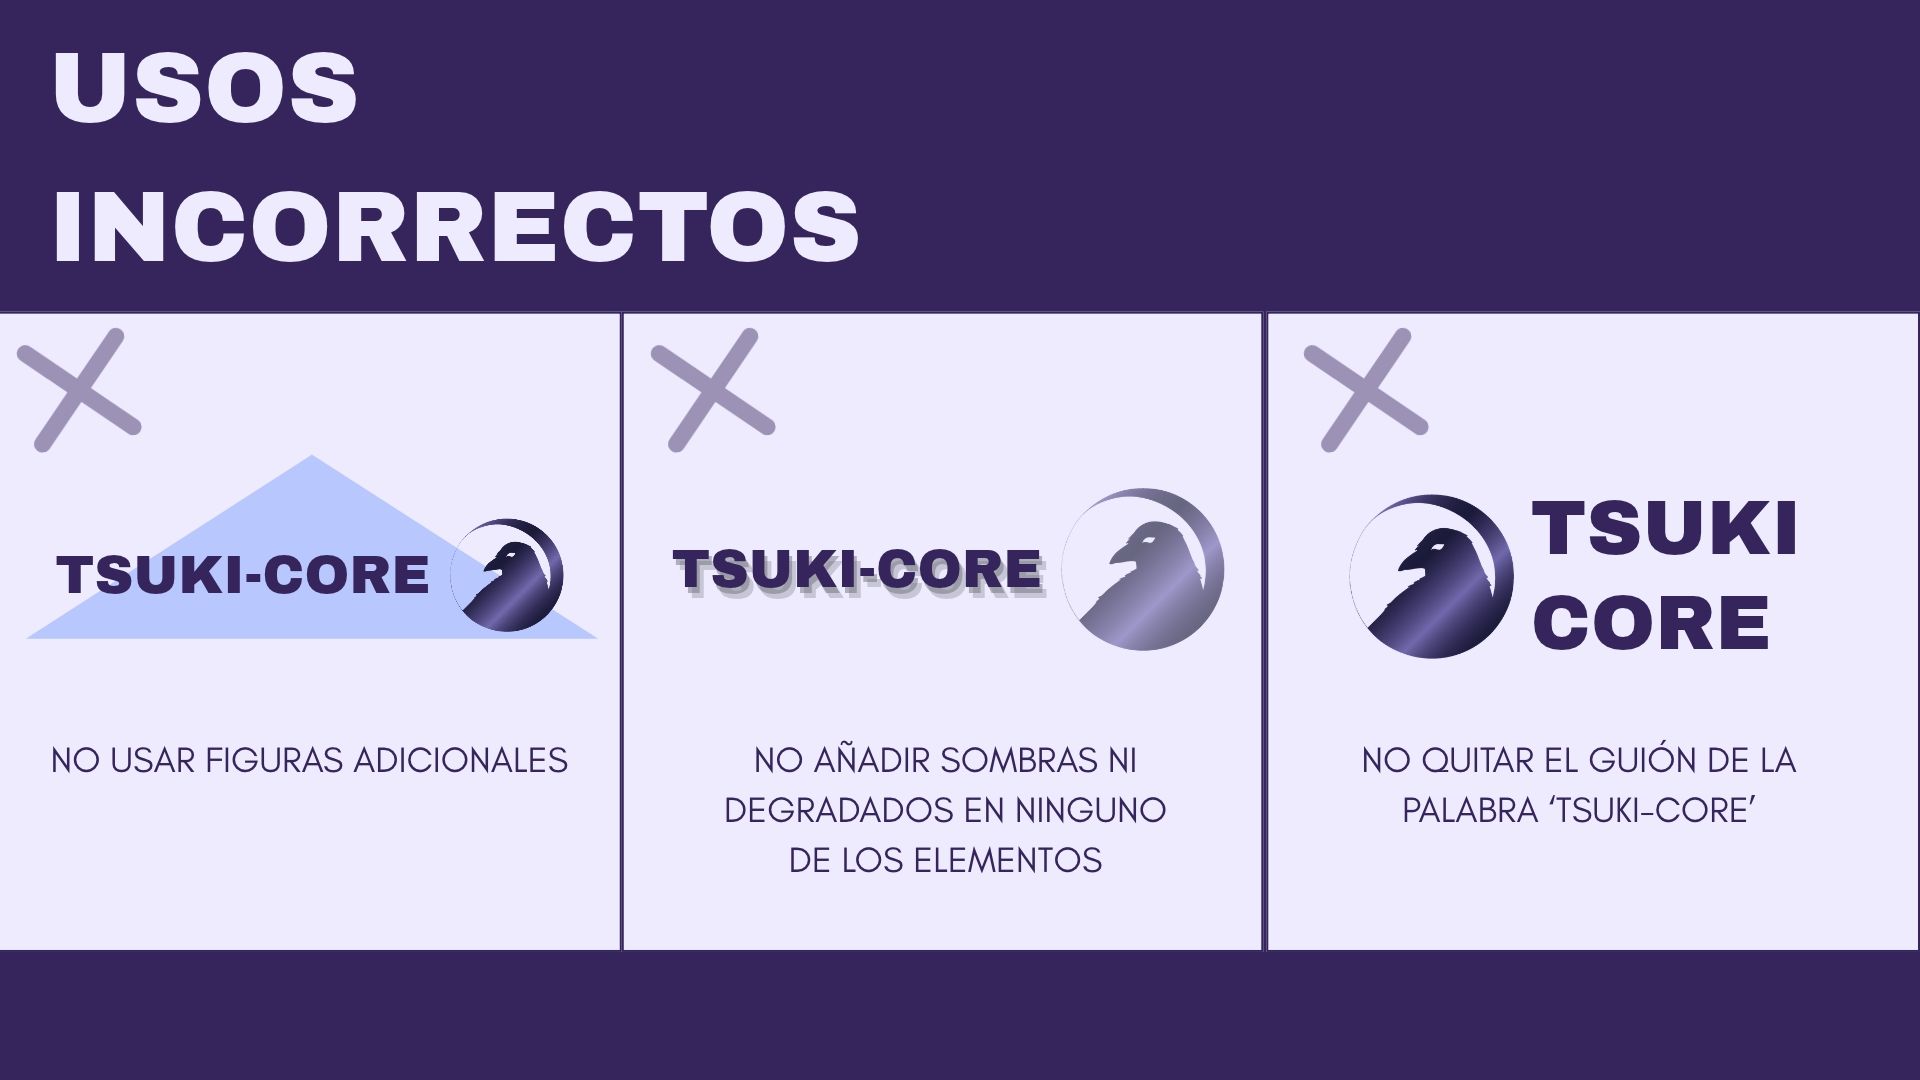 USOS
INCORRECTOS
TSUKI-CORE
NO USAR FIGURAS ADICIONALES
TSUKI-CORE
NO AÑADIR SOMBRAS NI
DEGRADADOS EN NINGUNO
DE LOS ELEMENTOS
TSUKI
CORE
NO QUITAR EL GUIÓN DE LA
PALABRA ‘TSUKI-CORE’